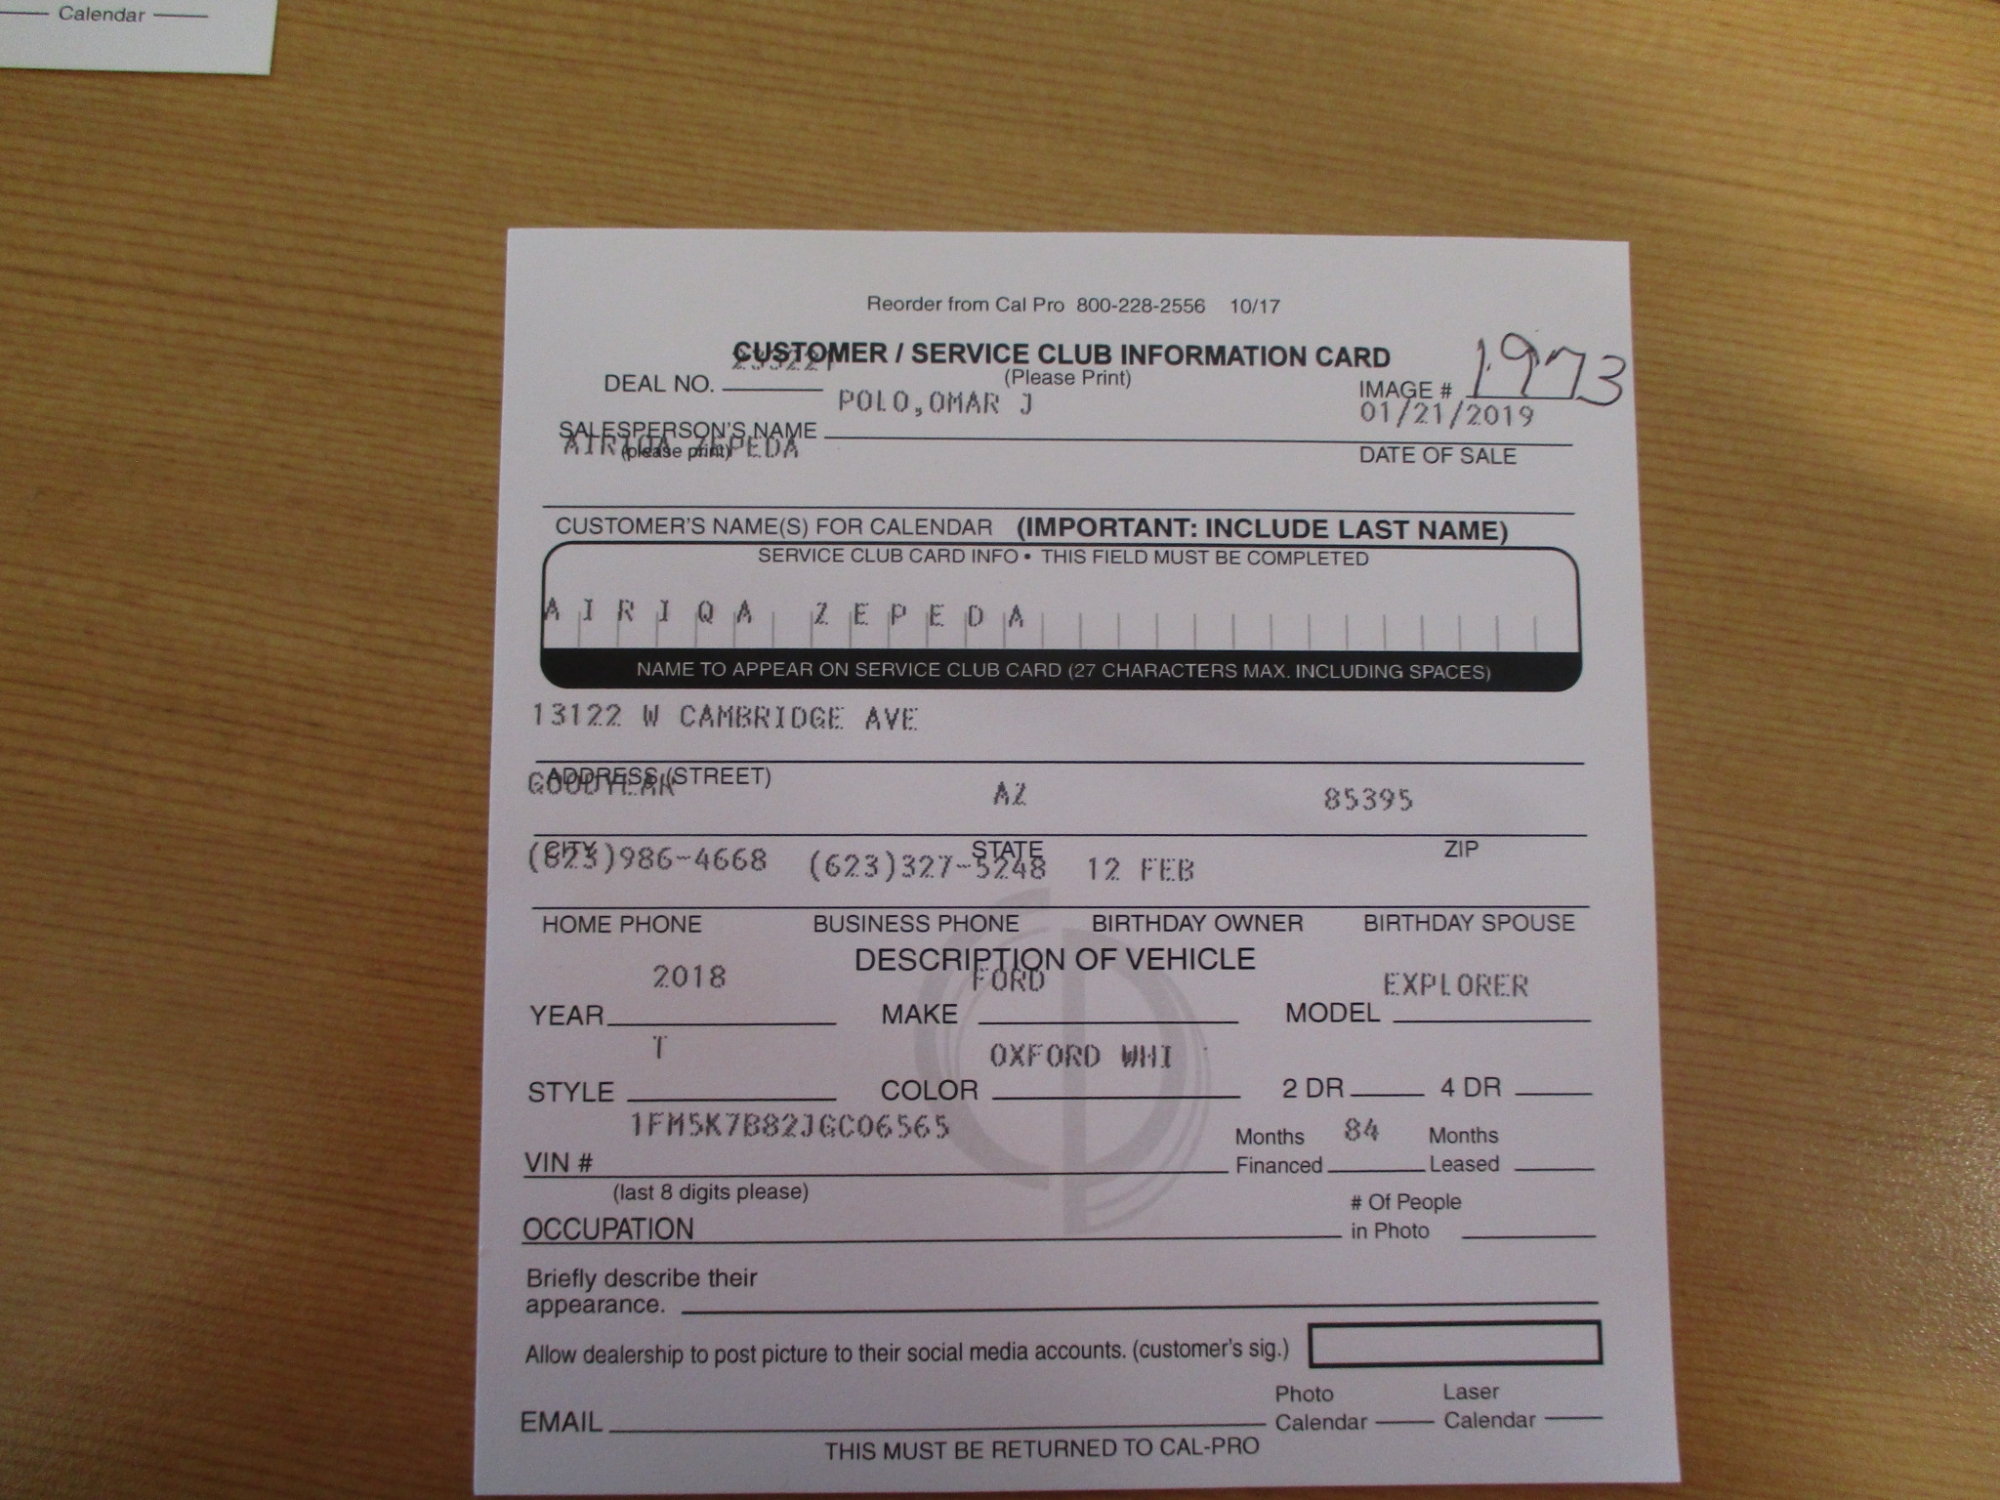 Calendar
Reorder from Cal Pro 800-228-2556 10/17
CUSTOMER / SERVICE CLUB INFORMATION CARD
(Please Print)
DEAL NO.
IMAGE # 1973
POLO,OMAR J
01/21/2019
SALESPERSON'S NAME
(please print)
AIRIQA ZEPEDA
DATE OF SALE
CUSTOMER'S NAME(S) FOR CALENDAR (IMPORTANT: INCLUDE LAST NAME)
SERVICE CLUB CARD INFO • THIS FIELD MUST BE COMPLETED
AIRIQA ZEPEDA
NAME TO APPEAR ON SERVICE CLUB CARD (27 CHARACTERS MAX. INCLUDING SPACES)
13122 W CAMBRIDGE AVE
ADDRESS (STREET)
GOODYEAR AZ 85395
CITY STATE ZIP
986-4668 (623)327-5248 12 FEB
HOME PHONE BUSINESS PHONE BIRTHDAY OWNER BIRTHDAY SPOUSE
DESCRIPTION OF VEHICLE
2018 FORD EXPLORER
YEAR MAKE MODEL
T OXFORD WHI
STYLE COLOR 2 DR 4 DR
1FM5K7B82JGC06565
VIN #
(last 8 digits please)
Months Financed 84 Months Leased
OCCUPATION
# Of People in Photo
Briefly describe their
appearance.
Allow dealership to post picture to their social media accounts. (customer's sig.)
EMAIL
Photo Calendar Laser Calendar
THIS MUST BE RETURNED TO CAL-PRO